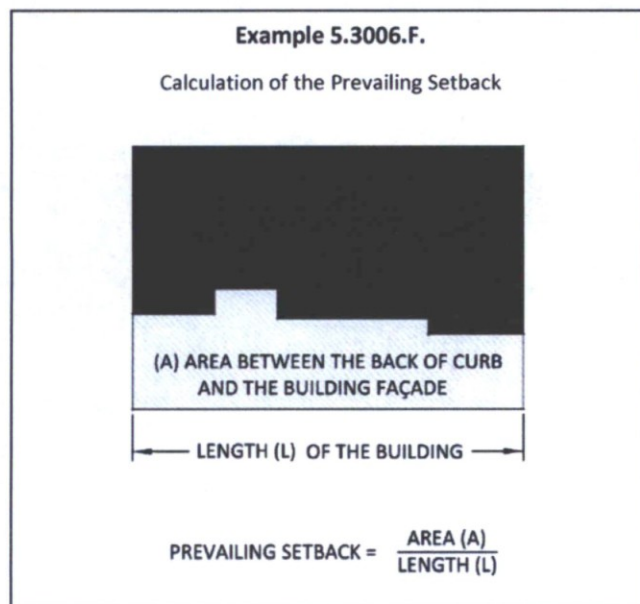 Example 5.3006.F.
Calculation of the Prevailing Setback
(A) AREA BETWEEN THE BACK OF CURB
AND THE BUILDING FAÇADE
LENGTH (L) OF THE BUILDING
PREVAILING SETBACK = AREA (A)
LENGTH (L)